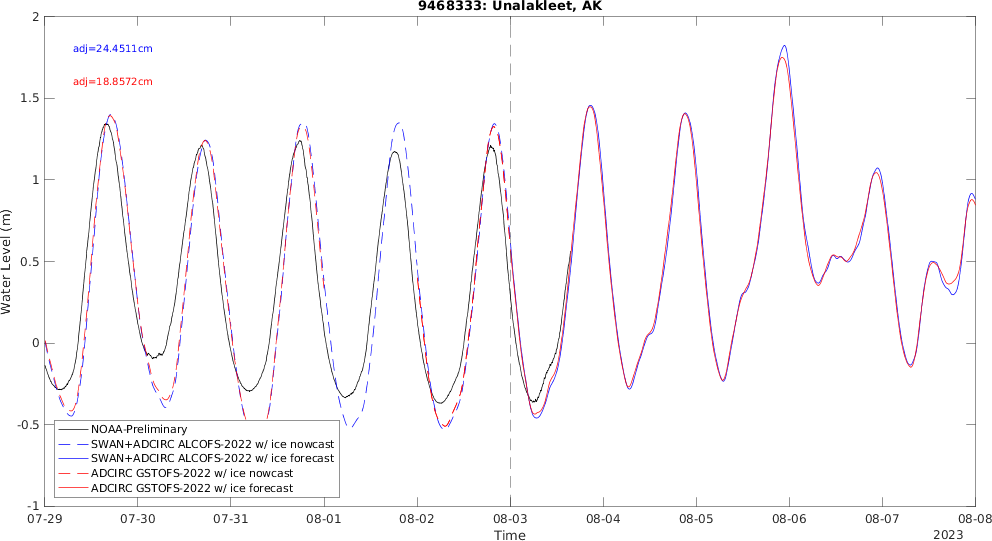 9468333: Unalakleet, AK
adj=24.4511cm
adj=18.8572cm
2
1.5
1
0.5
0
-0.5
-1
Water Level (m)
NOAA-Preliminary
SWAN+ADCIRC ALCOFS-2022 w/ ice nowcast
SWAN+ADCIRC ALCOFS-2022 w/ ice forecast
ADCIRC GSTOFS-2022 w/ ice nowcast
ADCIRC GSTOFS-2022 w/ ice forecast
07-29 07-30 07-31 08-01 08-02 08-03 08-04 08-05 08-06 08-07 08-08
Time
2023